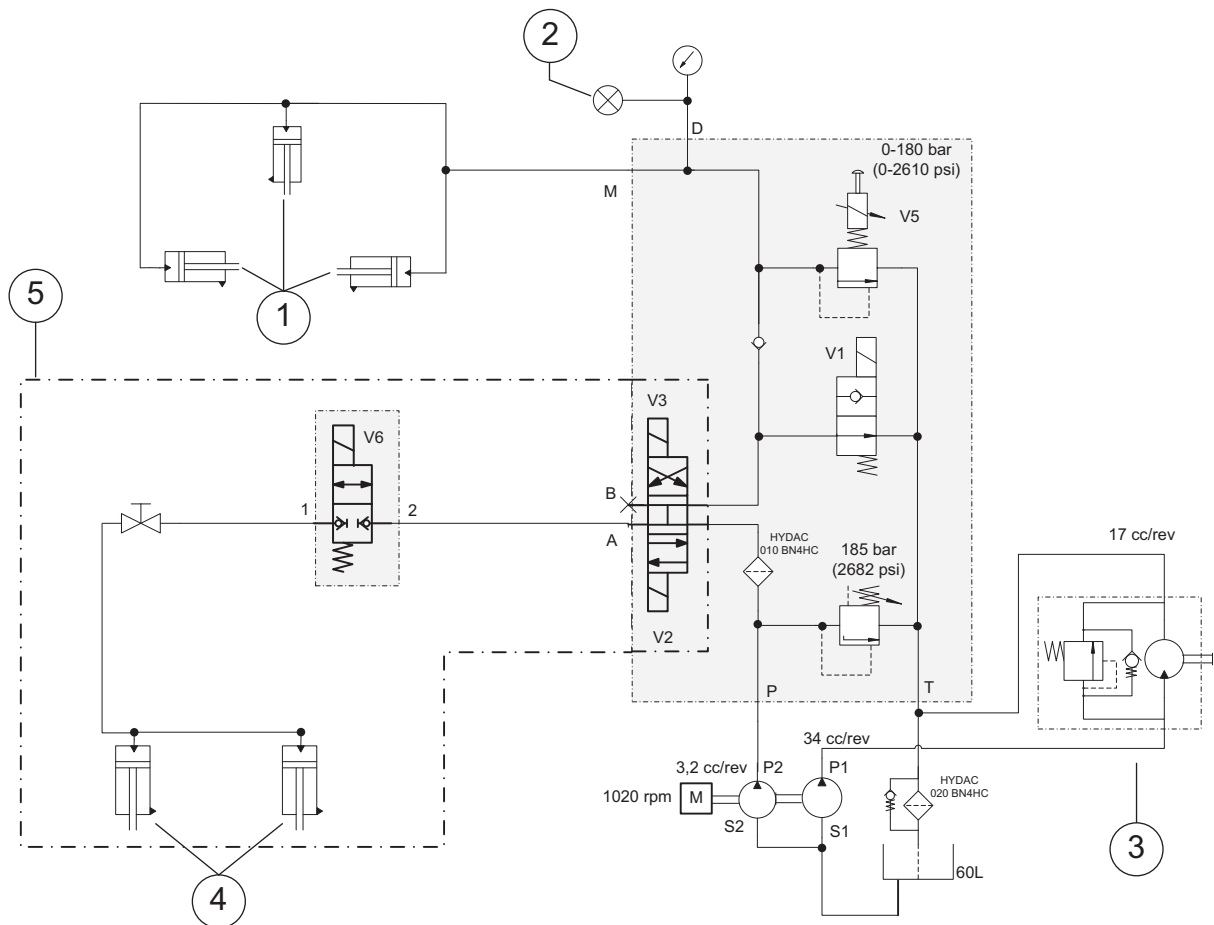 2
D
0-180 bar
(0-2610 psi)
M
V5
5
1
V1
V3
V6
B
1
2
A
HYDAC
010 BN4HC
185 bar
(2682 psi)
17 cc/rev
V2
P
T
34 cc/rev
3,2 cc/rev
P2
P1
HYDAC
020 BN4HC
1020 rpm
M
S2
S1
3
60L
4